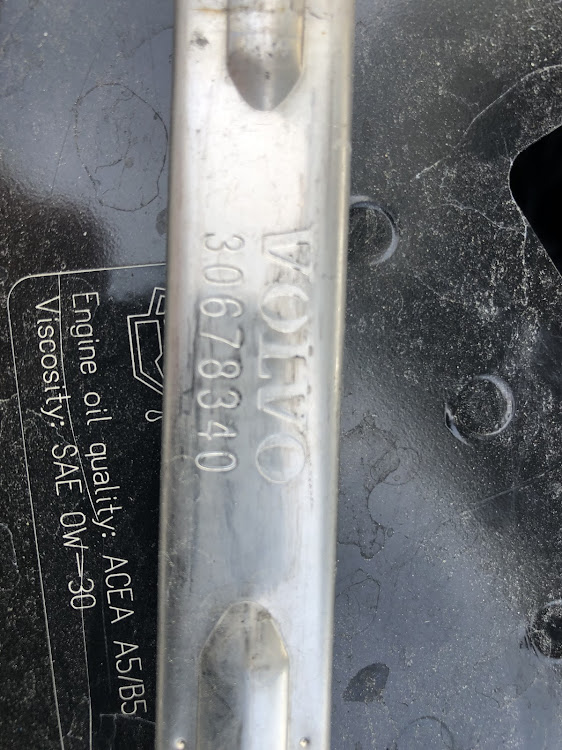 VOLVO
30678340
Engine oil quality: ACEA A5/B5
Viscosity: SAE 0W-30